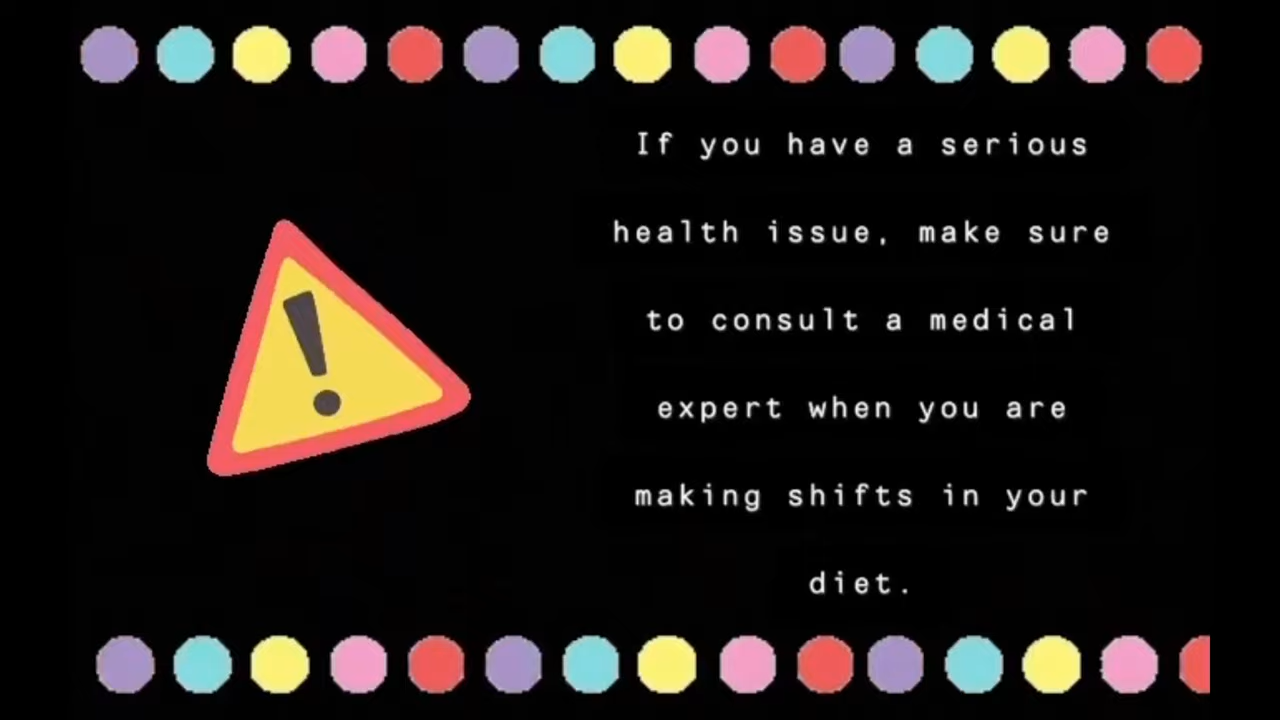 If you have a serious
health issue, make sure
to consult a medical
expert when you are
making shifts in your
diet.